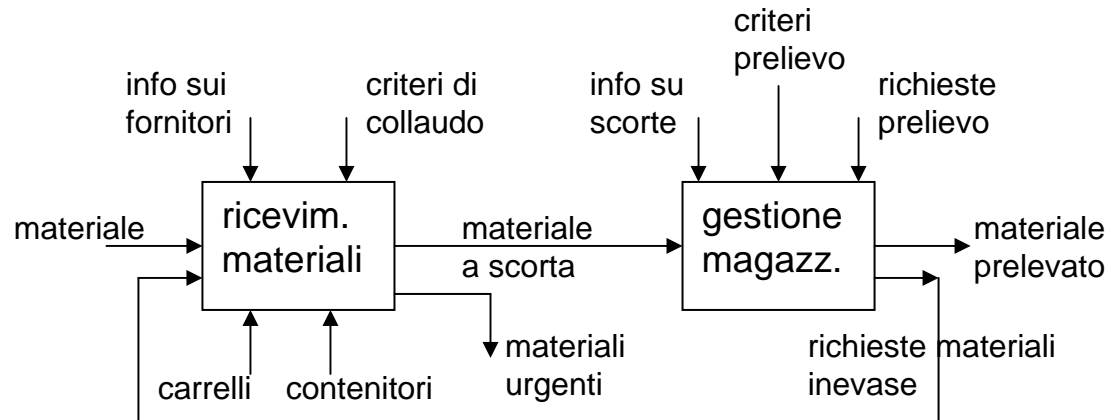 criteri
prelievo
info sui
fornitori
criteri di
collaudo
info su
scorte
richieste
prelievo
materiale
ricevim.
materiali
materiale
a scorta
gestione
magazz.
materiale
prelevato
carrelli
contenitori
materiali
urgenti
richieste materiali
inevase